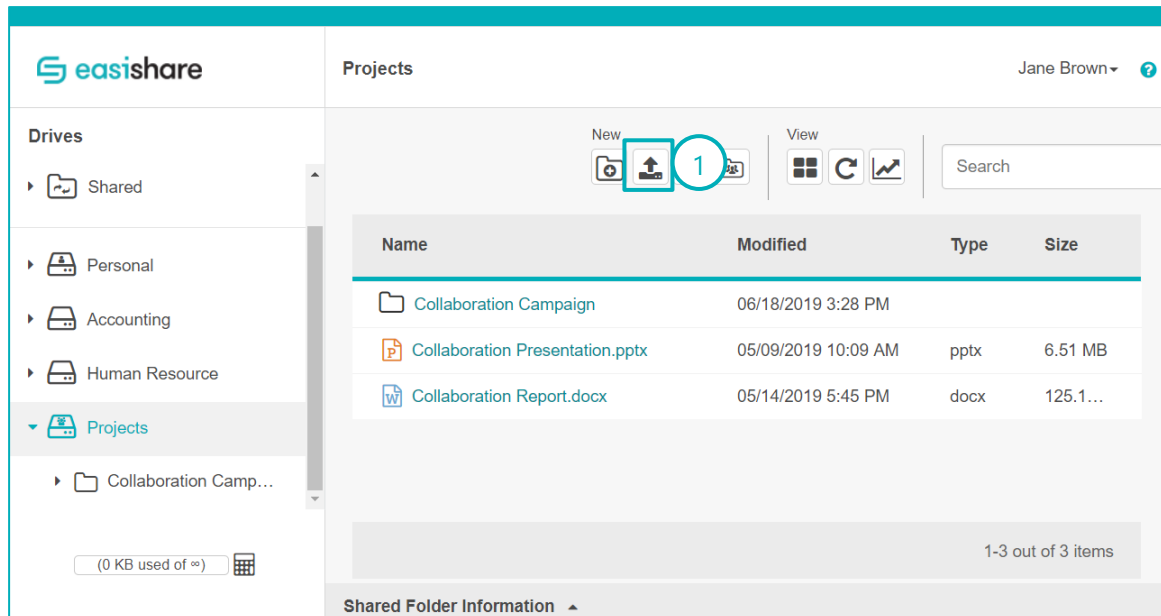 easishare
Projects
Jane Brown
?
Drives
New
View
1
Search
Shared
Personal
Accounting
Human Resource
Projects
Collaboration Camp...
(0 KB used of ∞)
Name Modified Type Size
Collaboration Campaign 06/18/2019 3:28 PM
P Collaboration Presentation.pptx 05/09/2019 10:09 AM pptx 6.51 MB
W Collaboration Report.docx 05/14/2019 5:45 PM docx 125.1...
1-3 out of 3 items
Shared Folder Information